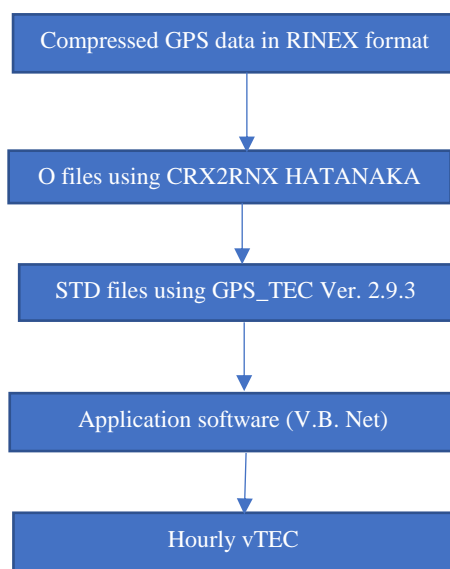 Compressed GPS data in RINEX format
O files using CRX2RNX HATANAKA
STD files using GPS_TEC Ver. 2.9.3
Application software (V.B. Net)
Hourly vTEC